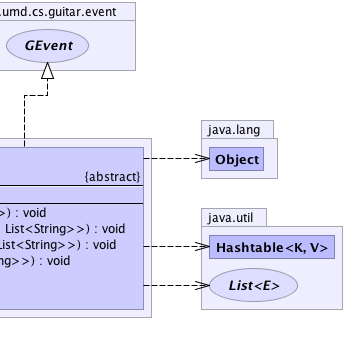 .umd.cs.guitar.event
GEvent
java.lang
Object
{abstract}
>) : void
List<String>>) : void
List<String>>) : void
ng>>) : void
java.util
Hashtable<K, V>
List<E>